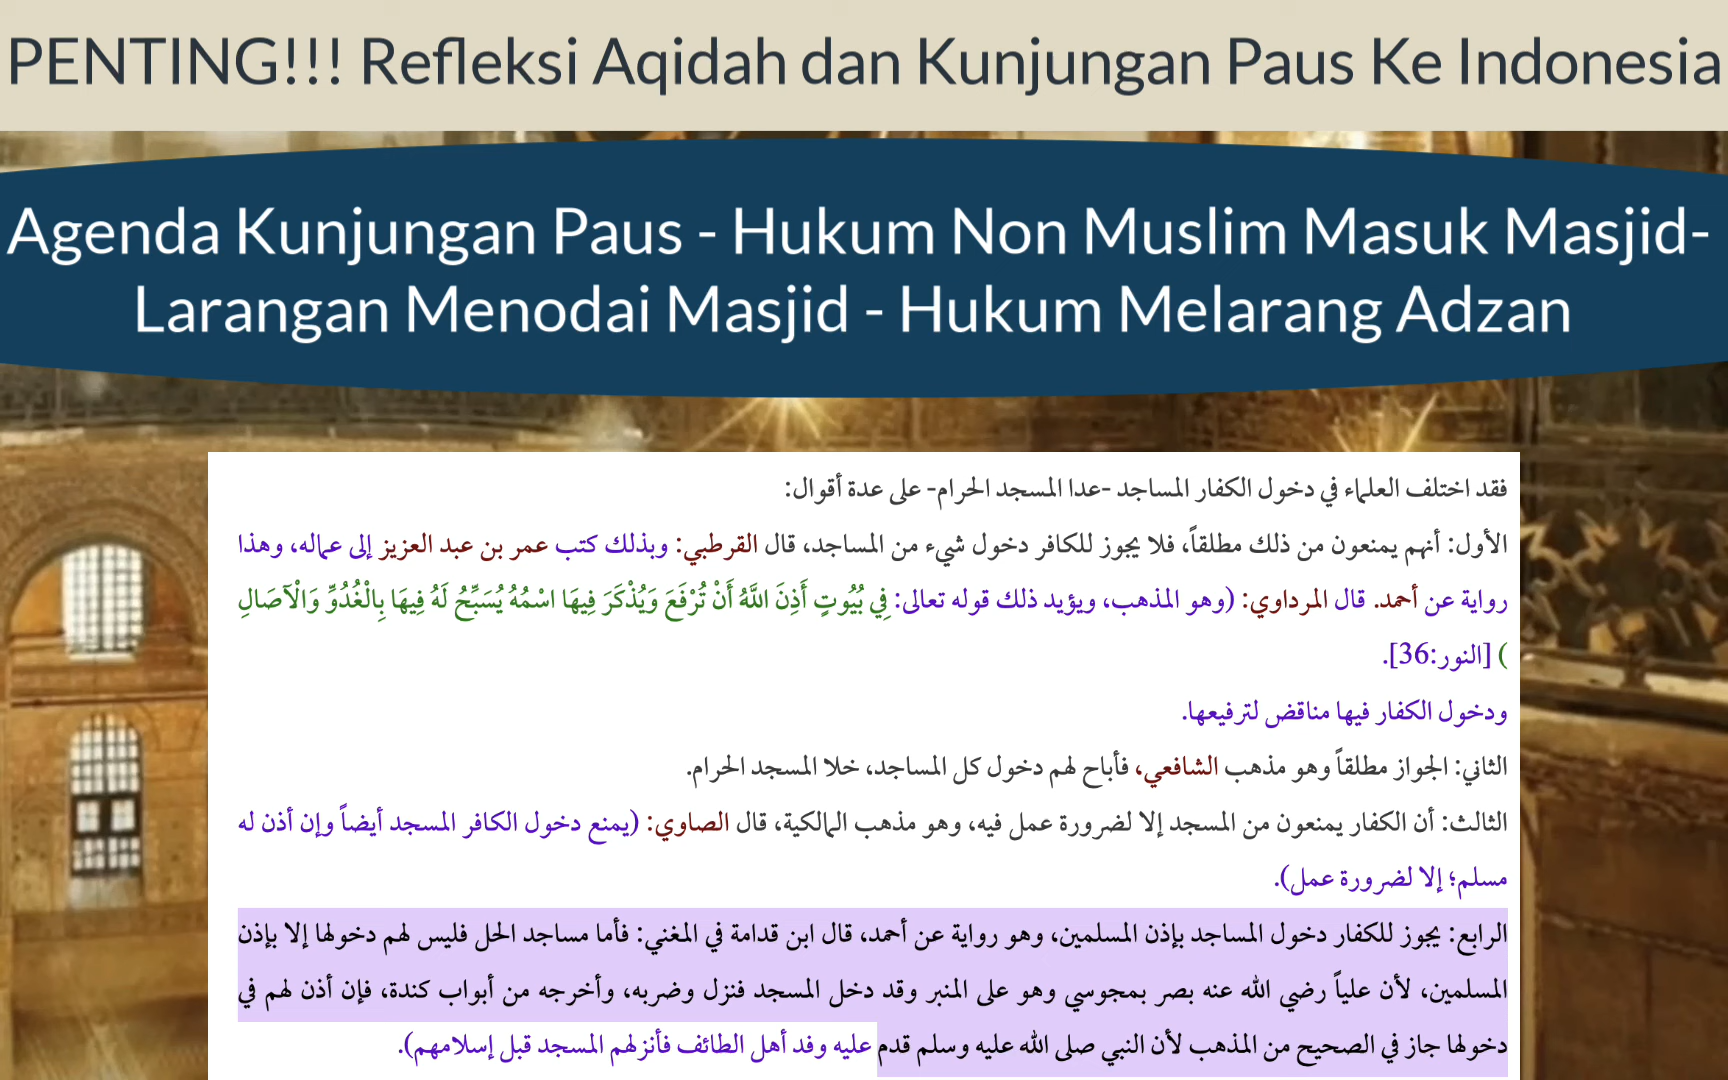 PENTING!!! Refleksi Aqidah dan Kunjungan Paus Ke Indonesia
Agenda Kunjungan Paus - Hukum Non Muslim Masuk Masjid-
Larangan Menodai Masjid - Hukum Melarang Adzan
فقد اختلف العلماء في دخول الكفار المساجد -عدا المسجد الحرام- على عدة أقوال:
الأول: أنهم يمنعون من ذلك مطلقاً، فلا يجوز للكافر دخول شيء من المساجد، قال القرطبي: وبذلك كتب عمر بن عبد العزيز إلى عماله، وهذا
رواية عن أحمد. قال المرداوي: (وهو المذهب، ويؤيد ذلك قوله تعالى: فِي بُيُوتٍ أَذِنَ اللَّهُ أَنْ تُرْفَعَ وَيُذْكَرَ فِيهَا اسْمُهُ يُسَبِّحُ لَهُ فِيهَا بِالْغُدُوِّ وَالْآصَالِ
) [النور:36].
ودخول الكفار فيها مناقض لترفيعها.
الثاني: الجواز مطلقاً وهو مذهب الشافعي، فأباح لهم دخول كل المساجد، خلا المسجد الحرام.
الثالث: أن الكفار يمنعون من المسجد إلا لضرورة عمل فيه، وهو مذهب المالكية، قال الصاوي: (يمنع دخول الكافر المسجد أيضاً وإن أذن له
مسلم؛ إلا لضرورة عمل).
الرابع: يجوز للكفار دخول المساجد بإذن المسلمين، وهو رواية عن أحمد، قال ابن قدامة في المغني: فأما مساجد الحل فليس لهم دخولها إلا بإذن
المسلمين، لأن علياً رضي الله عنه بصر بمجوسي وهو على المنبر وقد دخل المسجد فنزل وضربه، وأخرجه من أبواب كندة، فإن أذن لهم في
دخولها جاز في الصحيح من المذهب لأن النبي صلى الله عليه وسلم قدم عليه وفد أهل الطائف فأنزلهم المسجد قبل إسلامهم).